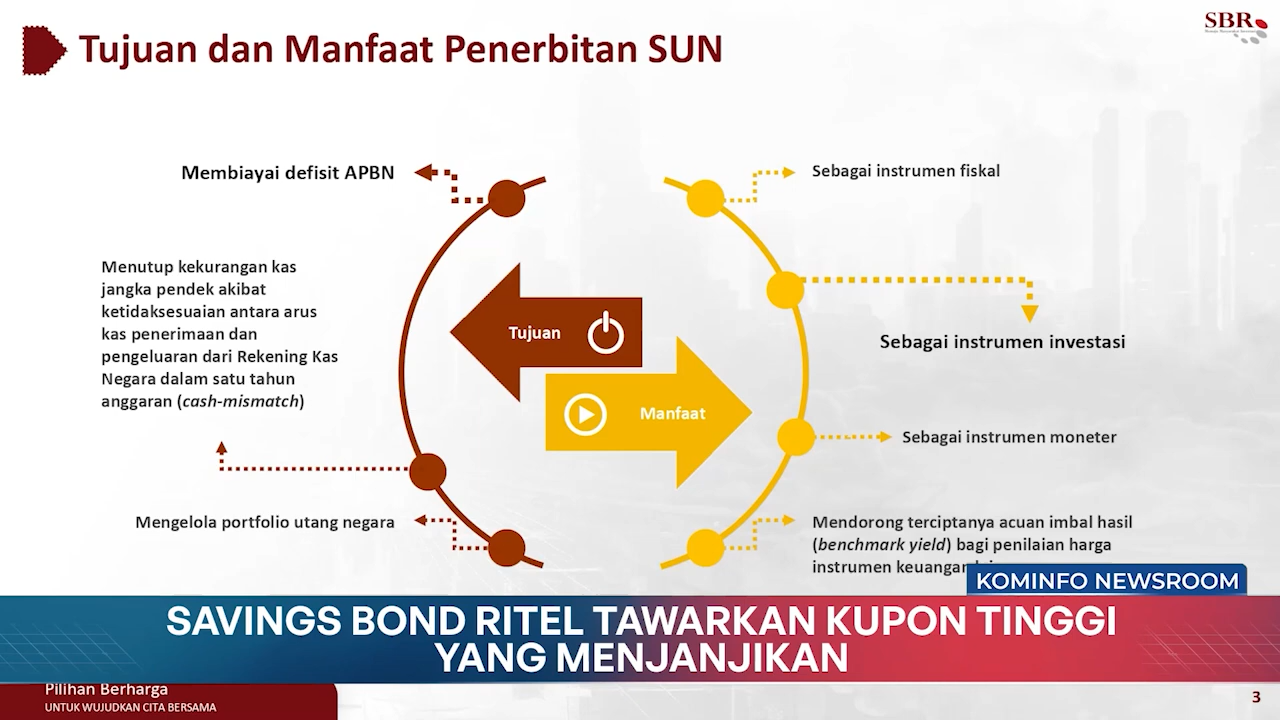 Tujuan dan Manfaat Penerbitan SUN
SBR
Membiayai defisit APBN
Menutup kekurangan kas
jangka pendek akibat
ketidaksesuaian antara arus
kas penerimaan dan
pengeluaran dari Rekening Kas
Negara dalam satu tahun
anggaran (cash-mismatch)
Mengelola portfolio utang negara
Tujuan
Manfaat
Sebagai instrumen fiskal
Sebagai instrumen investasi
Sebagai instrumen moneter
Mendorong terciptanya acuan imbal hasil
(benchmark yield) bagi penilaian harga
instrumen keuangan
KOMINFO NEWSROOM
SAVINGS BOND RITEL TAWARKAN KUPON TINGGI
YANG MENJANJIKAN
Pilihan Berharga
UNTUK WUJUDKAN CITA BERSAMA
3